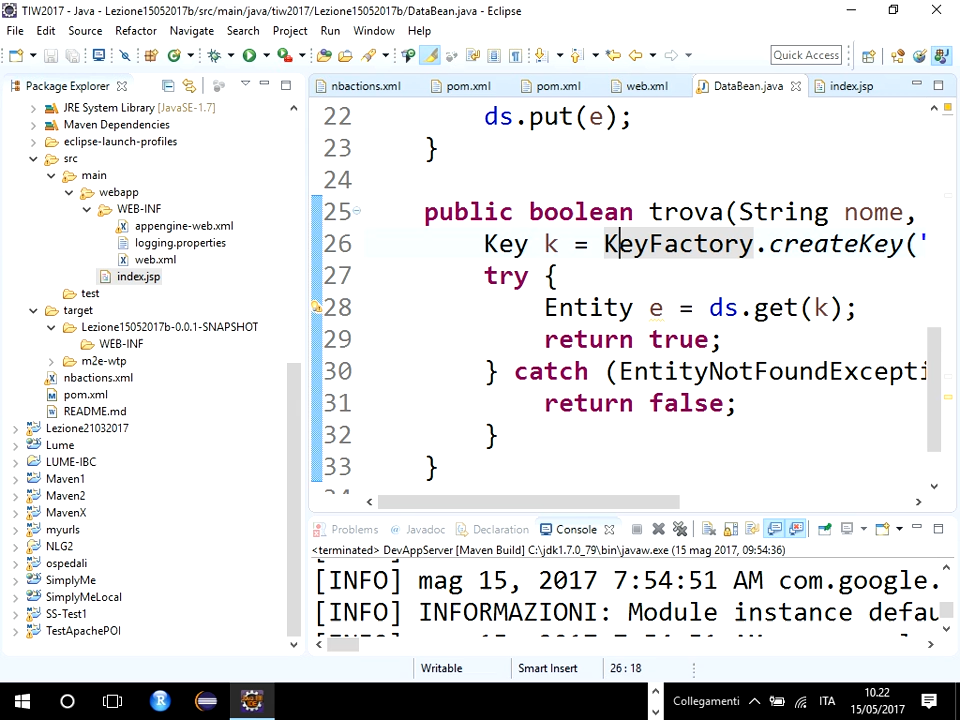 TIW2017 - Java - Lezione15052017b/src/main/java/tiw2017/Lezione15052017b/DataBean.java - Eclipse
File Edit Source Refactor Navigate Search Project Run Window Help
Quick Access
Package Explorer
nbactions.xml pom.xml pom.xml web.xml DataBean.java index.jsp
JRE System Library [JavaSE-1.7]
Maven Dependencies
eclipse-launch-profiles
src
main
webapp
WEB-INF
appengine-web.xml
logging.properties
web.xml
index.jsp
test
target
Lezione15052017b-0.0.1-SNAPSHOT
WEB-INF
m2e-wtp
nbactions.xml
pom.xml
README.md
Lezione21032017
Lume
LUME-IBC
Maven1
Maven2
MavenX
myurls
NLG2
ospedali
SimplyMe
SimplyMeLocal
SS-Test1
TestApachePOI
22 ds.put(e);
23 }
24
25 public boolean trova(String nome,
26 Key k = KeyFactory.createKey('
27 try {
28 Entity e = ds.get(k);
29 return true;
30 } catch (EntityNotFoundExcepti
31 return false;
32 }
33 }
Problems @ Javadoc Declaration Console
<terminated> DevAppServer [Maven Build] C:\jdk1.7.0_79\bin\javaw.exe (15 mag 2017, 09:54:36)
[INFO] mag 15, 2017 7:54:51 AM com.google.
[INFO] INFORMAZIONI: Module instance defau
Writable Smart Insert 26 : 18
Collegamenti ITA 10.22
15/05/2017